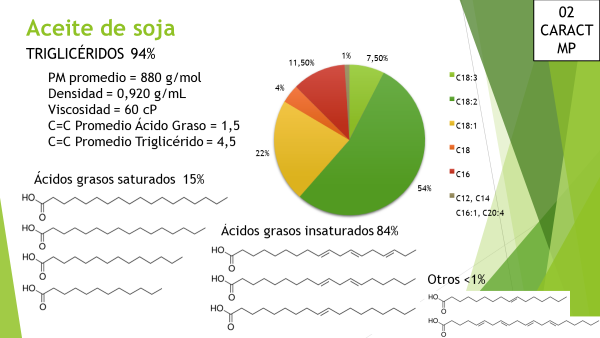 Aceite de soja
02
CARACT
MP
TRIGLICÉRIDOS 94%
PM promedio = 880 g/mol
Densidad = 0,920 g/mL
Viscosidad = 60 cP
C=C Promedio Ácido Graso = 1,5
C=C Promedio Triglicérido = 4,5
1%
7,50%
11,50%
4%
22%
54%
C18:3
C18:2
C18:1
C18
C16
C12, C14
C16:1, C20:4
Ácidos grasos saturados 15%
HO
O
HO
O
HO
O
HO
O
Ácidos grasos insaturados 84%
HO
O
HO
O
HO
O
Otros <1%
HO
O
HO
O